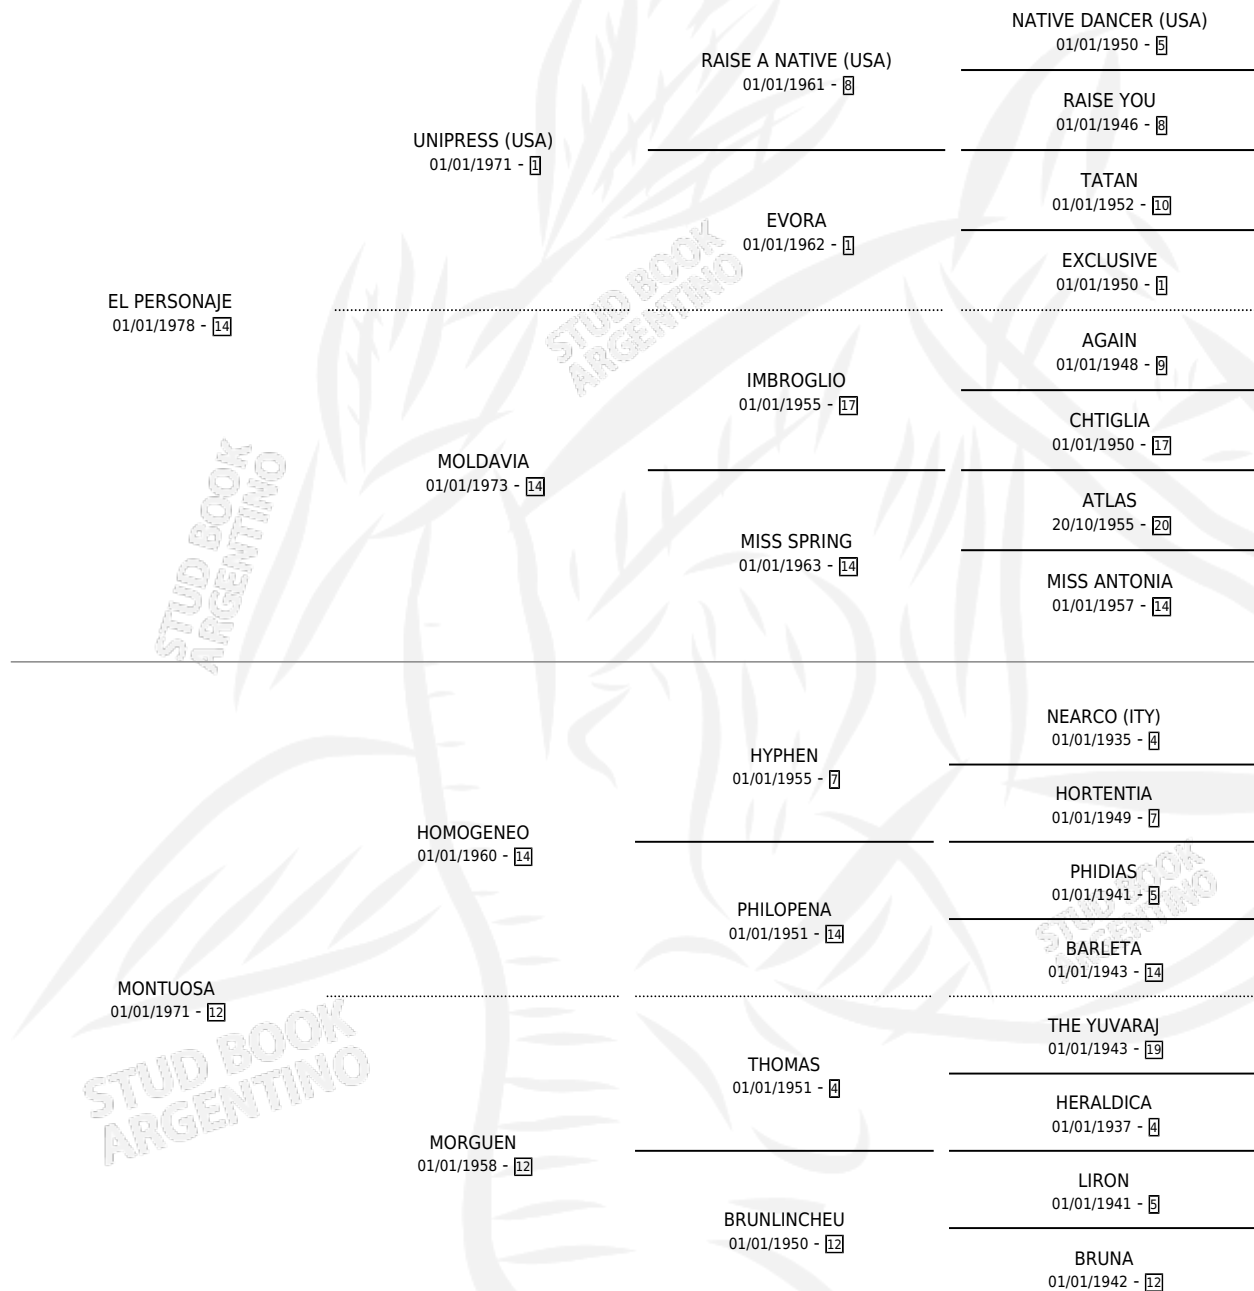 NATIVE DANCER (USA)
01/01/1950 - 5
RAISE A NATIVE (USA)
01/01/1961 - 8
RAISE YOU
01/01/1946 - 8
UNIPRESS (USA)
01/01/1971 - 1
TATAN
01/01/1952 - 10
EVORA
01/01/1962 - 1
EXCLUSIVE
01/01/1950 - 1
EL PERSONAJE
01/01/1978 - 14
AGAIN
01/01/1948 - 9
IMBROGLIO
01/01/1955 - 17
CHTIGLIA
01/01/1950 - 17
MOLDAVIA
01/01/1973 - 14
ATLAS
20/10/1955 - 20
MISS SPRING
01/01/1963 - 14
MISS ANTONIA
01/01/1957 - 14
NEARCO (ITY)
01/01/1935 - 4
HYPHEN
01/01/1955 - 7
HORTENTIA
01/01/1949 - 7
HOMOGENEO
01/01/1960 - 14
PHIDIAS
01/01/1941 - 5
PHILOPENA
01/01/1951 - 14
BARLETA
01/01/1943 - 14
MONTUOSA
01/01/1971 - 12
THE YUVARAJ
01/01/1943 - 19
THOMAS
01/01/1951 - 4
HERALDICA
01/01/1937 - 4
MORGUEN
01/01/1958 - 12
LIRON
01/01/1941 - 5
BRUNLINCHEU
01/01/1950 - 12
BRUNA
01/01/1942 - 12
STUD BOOK
ARGENTINO
STUD BOOK
ARGENTINO
STUD BOOK
ARGENTINO
STUD BOOK
ARGENTINO